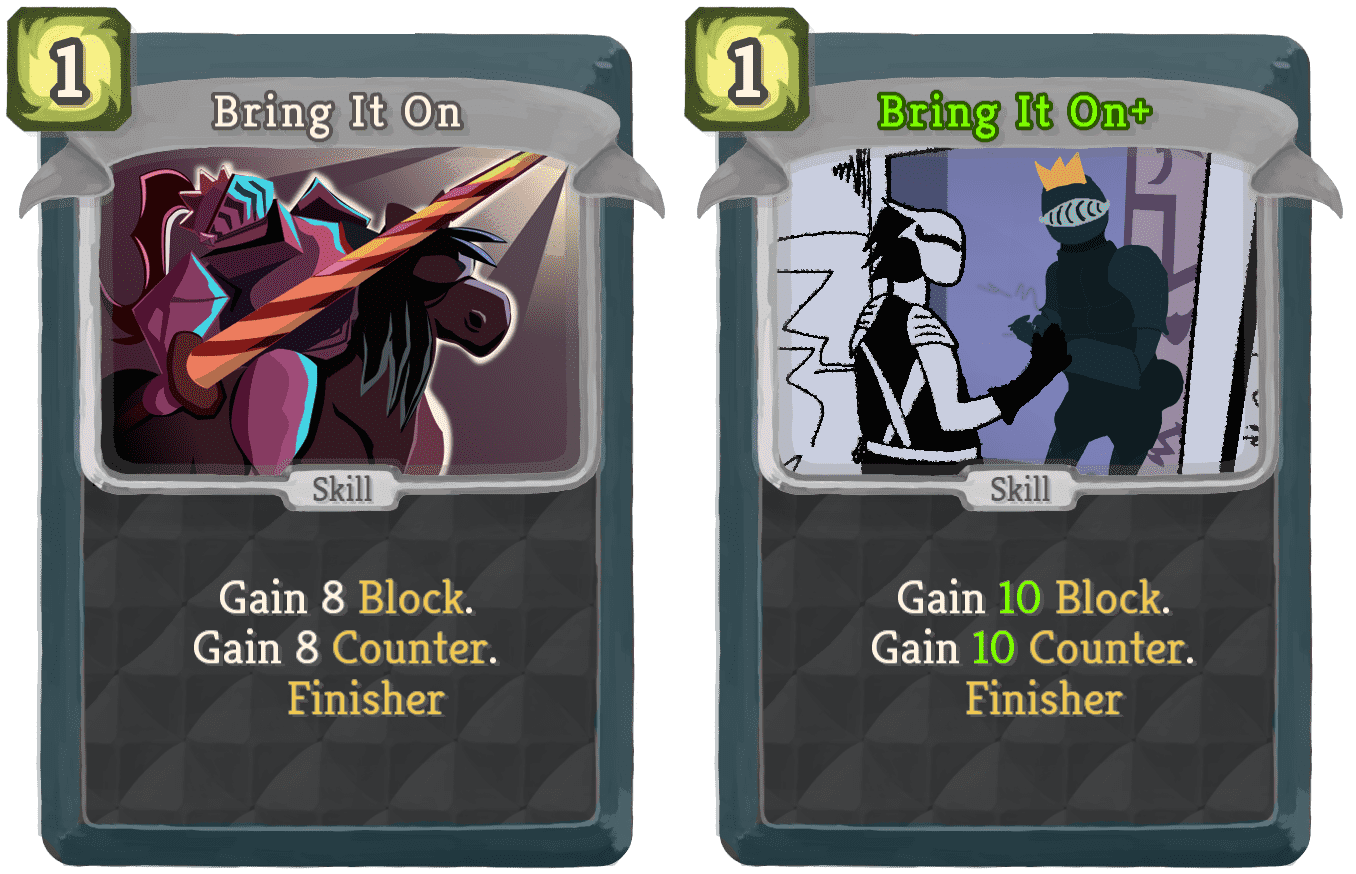 1
Bring It On
Skill
Gain 8 Block.
Gain 8 Counter.
Finisher
1
Bring It On+
Skill
Gain 10 Block.
Gain 10 Counter.
Finisher